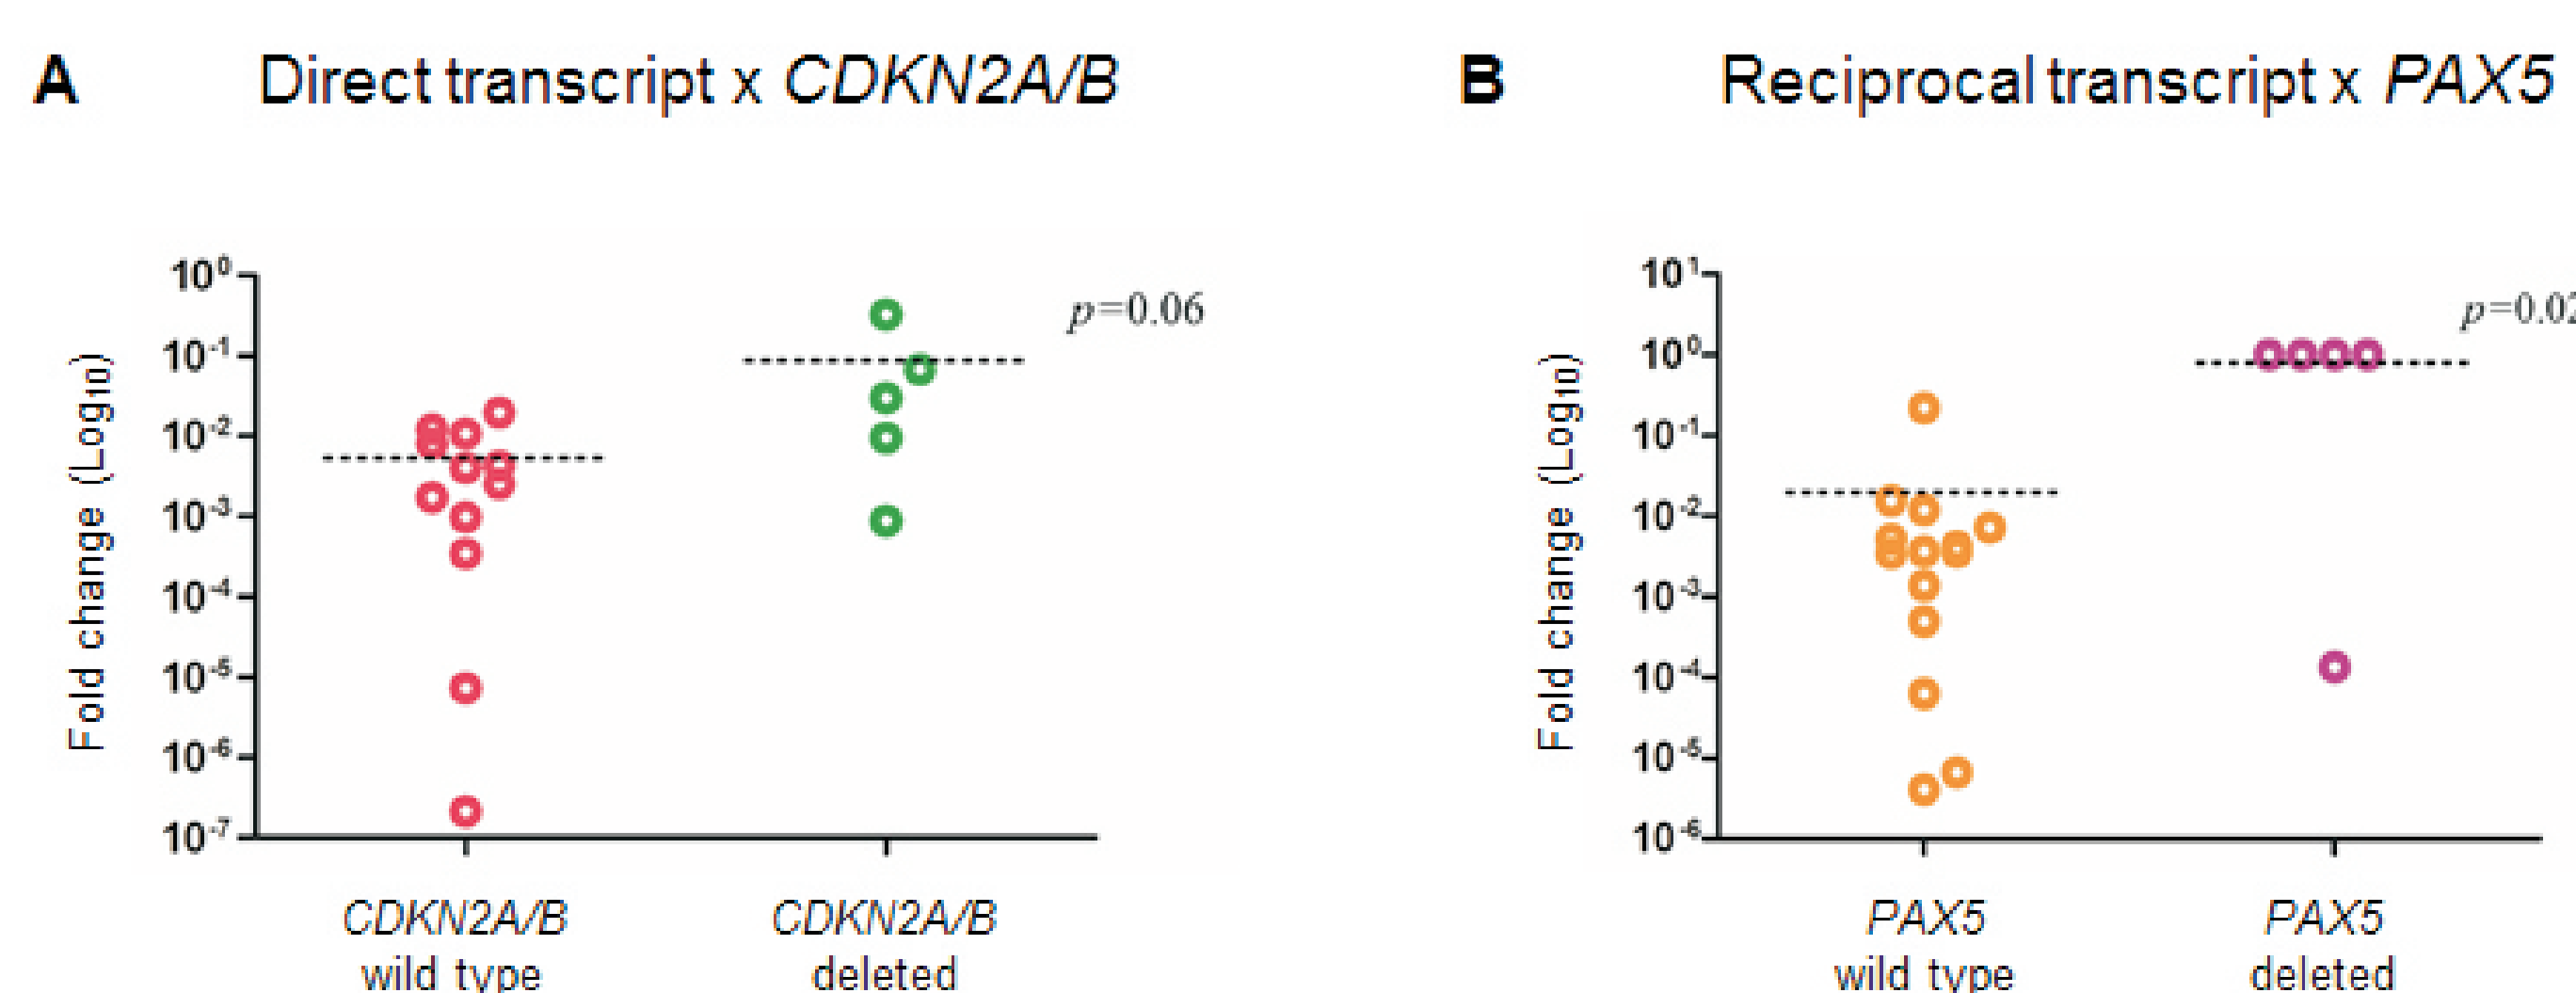 A Direct transcript x CDKN2A/B
p=0.06
Fold change (Log₁₀)
10⁰
10⁻¹
10⁻²
10⁻³
10⁻⁴
10⁻⁵
10⁻⁶
10⁻⁷
CDKN2A/B
wild type
CDKN2A/B
deleted
B Reciprocal transcript x PAX5
p=0.02
Fold change (Log₁₀)
10¹
10⁰
10⁻¹
10⁻²
10⁻³
10⁻⁴
10⁻⁵
10⁻⁶
PAX5
wild type
PAX5
deleted